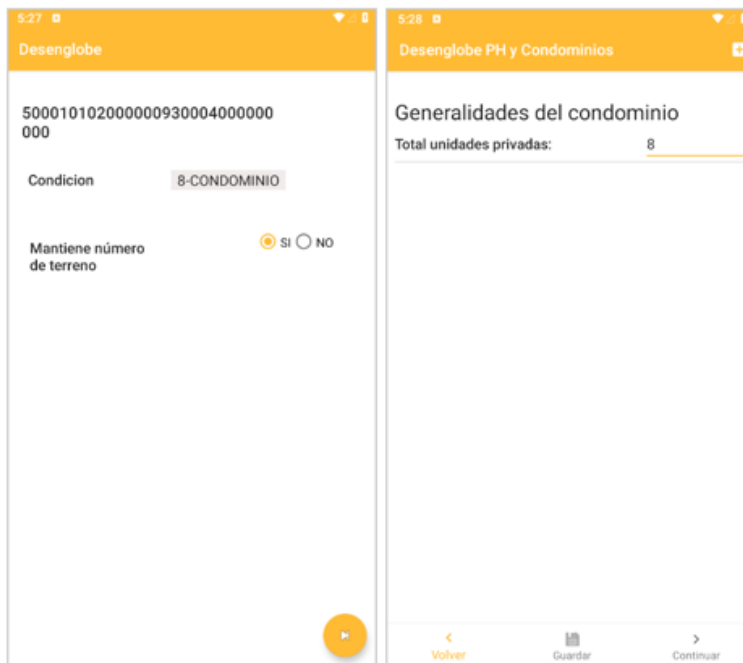 5:27
Desenglobe
500010102000000930004000000
000
Condicion
8-CONDOMINIO
Mantiene número
de terreno
SI
NO
5:28
Desenglobe PH y Condominios
Generalidades del condominio
Total unidades privadas:
8
Volver
Guardar
Continuar